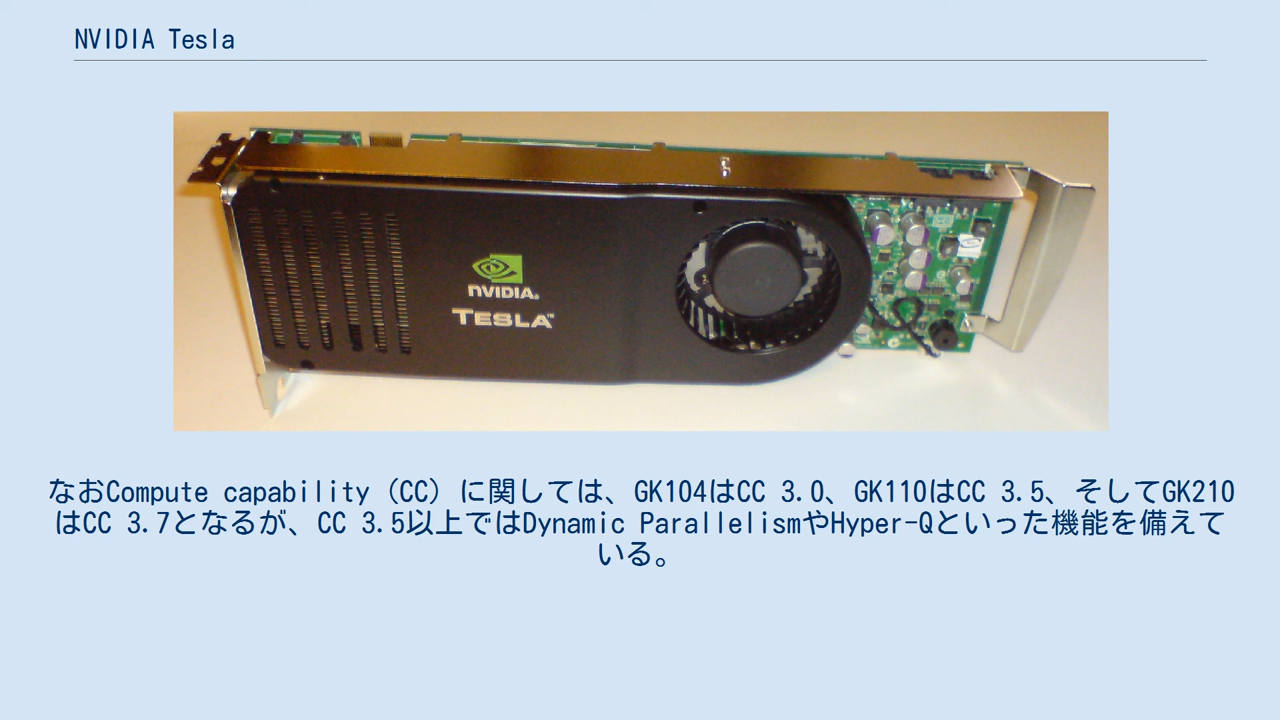 NVIDIA Tesla
NVIDIA.
TESLA™
なおCompute capability (CC) に関しては、GK104はCC 3.0、GK110はCC 3.5、そしてGK210
はCC 3.7となるが、CC 3.5以上ではDynamic ParallelismやHyper-Qといった機能を備えて
いる。